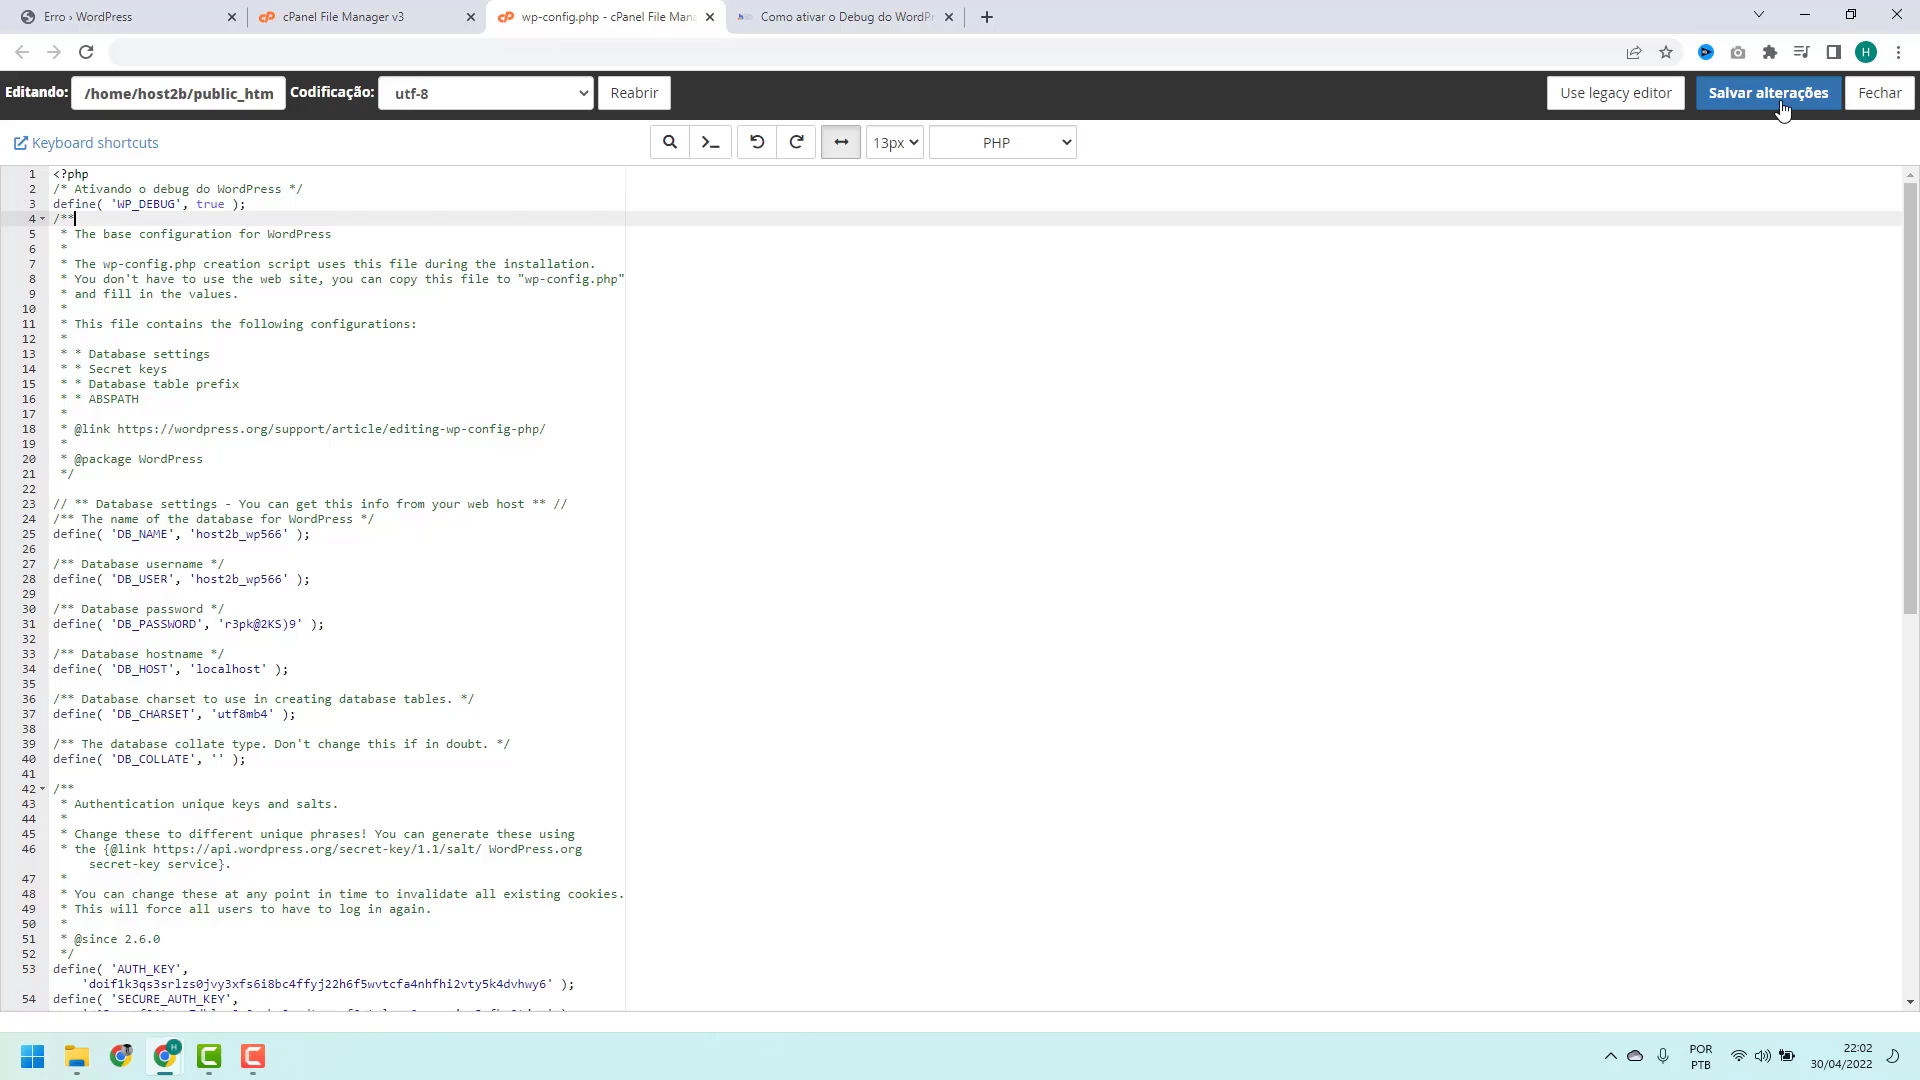 Erro › WordPress
cPanel File Manager v3
wp-config.php - cPanel File Mana
Como ativar o Debug do WordPr
H
Editando:
/home/host2b/public_htm
Codificação:
utf-8
Reabrir
Use legacy editor
Salvar alterações
Fechar
Keyboard shortcuts
13px
PHP
1 <?php
2 /* Ativando o debug do WordPress */
3 define( 'WP_DEBUG', true );
4 /**
5 * The base configuration for WordPress
6 *
7 * The wp-config.php creation script uses this file during the installation.
8 * You don't have to use the web site, you can copy this file to "wp-config.php"
9 * and fill in the values.
10 *
11 * This file contains the following configurations:
12 *
13 * * Database settings
14 * * Secret keys
15 * * Database table prefix
16 * * ABSPATH
17 *
18 * @link https://wordpress.org/support/article/editing-wp-config-php/
19 *
20 * @package WordPress
21 */
22
23 // ** Database settings - You can get this info from your web host ** //
24 /** The name of the database for WordPress */
25 define( 'DB_NAME', 'host2b_wp566' );
26
27 /** Database username */
28 define( 'DB_USER', 'host2b_wp566' );
29
30 /** Database password */
31 define( 'DB_PASSWORD', 'r3pk@2KS)9' );
32
33 /** Database hostname */
34 define( 'DB_HOST', 'localhost' );
35
36 /** Database charset to use in creating database tables. */
37 define( 'DB_CHARSET', 'utf8mb4' );
38
39 /** The database collate type. Don't change this if in doubt. */
40 define( 'DB_COLLATE', '' );
41
42 /**
43 * Authentication unique keys and salts.
44 *
45 * Change these to different unique phrases! You can generate these using
46 * the {@link https://api.wordpress.org/secret-key/1.1/salt/ WordPress.org
secret-key service}.
47 *
48 * You can change these at any point in time to invalidate all existing cookies.
49 * This will force all users to have to log in again.
50 *
51 * @since 2.6.0
52 */
53 define( 'AUTH_KEY',
'doif1k3qs3srlzs0jvy3xfs6i8bc4ffyj22h6f5wvtcfa4nhfhi2vty5k4dvhwy6' );
54 define( 'SECURE_AUTH_KEY',
POR
PTB
22:02
30/04/2022